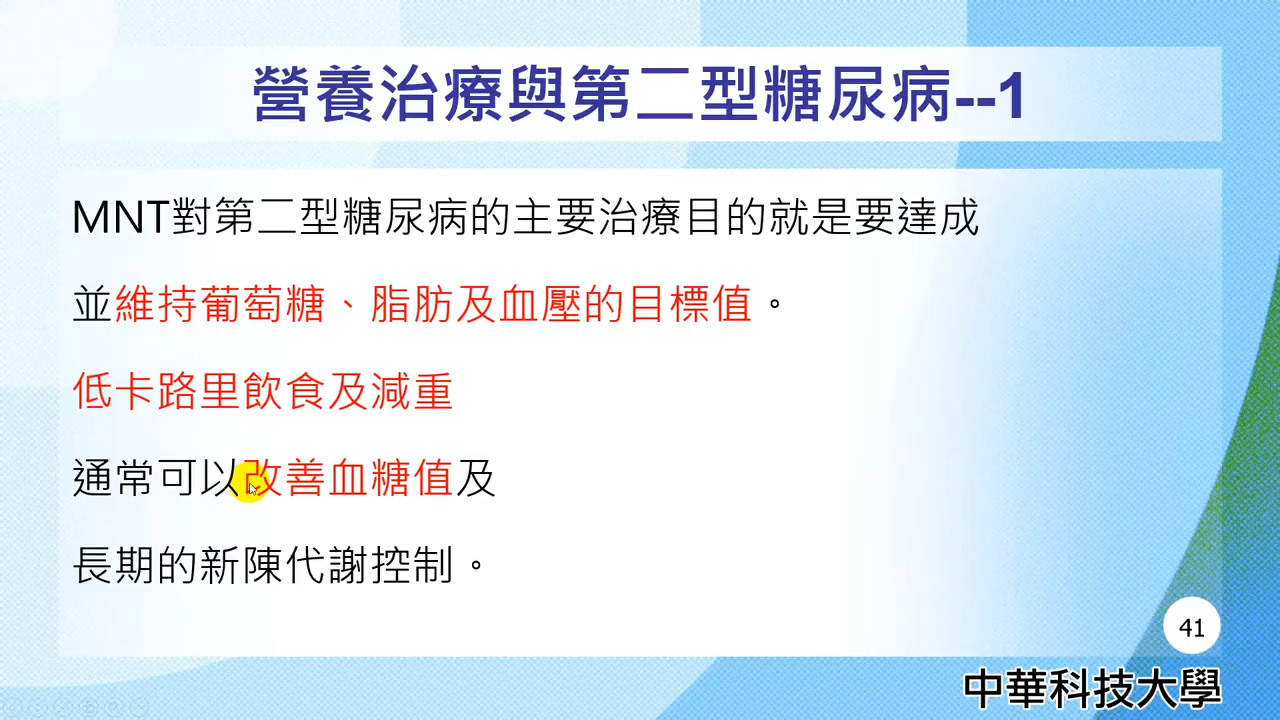 營養治療與第二型糖尿病--1
MNT對第二型糖尿病的主要治療目的就是要達成
並維持葡萄糖、脂肪及血壓的目標值。
低卡路里飲食及減重
通常可以改善血糖值及
長期的新陳代謝控制。
41
中華科技大學